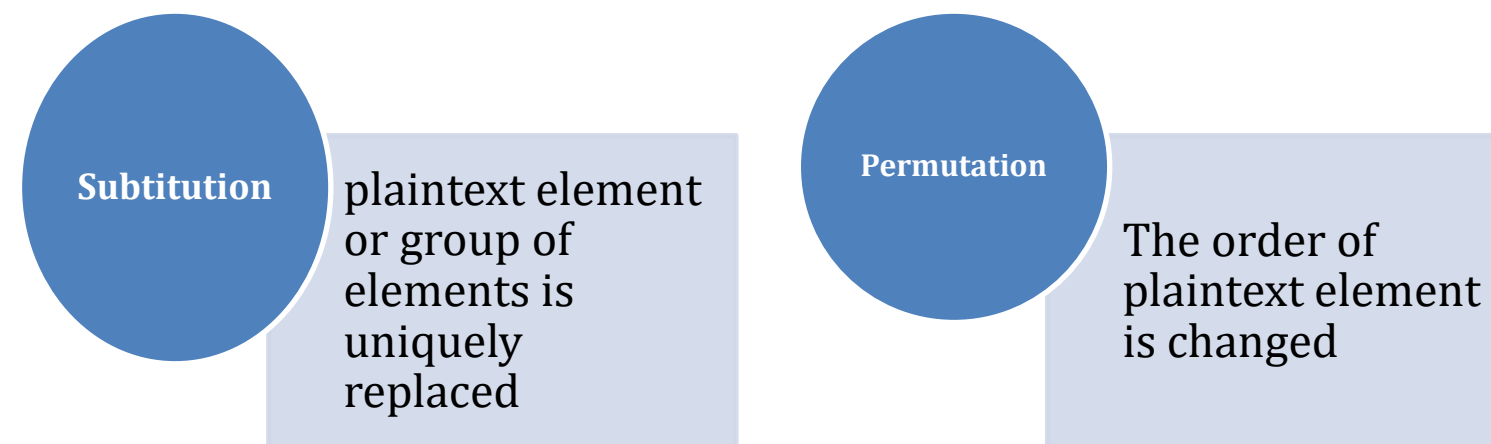 Subtitution
plaintext element
or group of
elements is
uniquely
replaced
Permutation
The order of
plaintext element
is changed